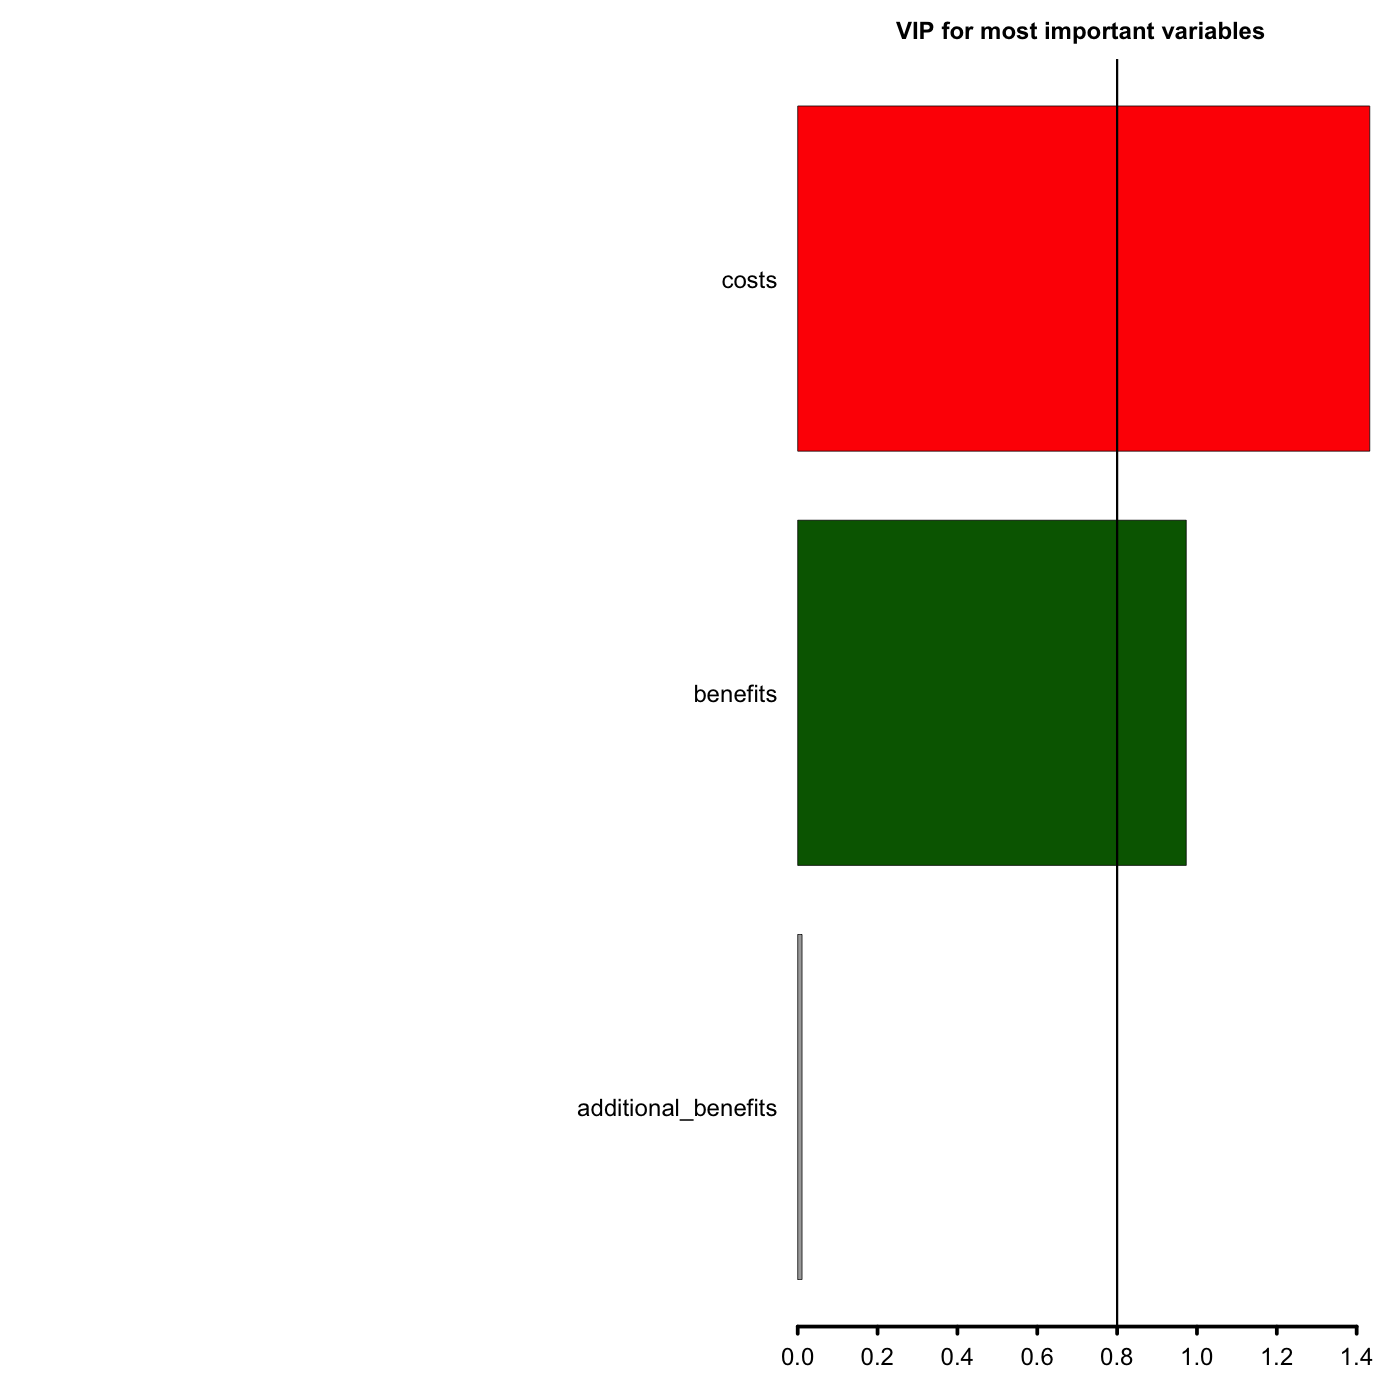 VIP for most important variables
costs
benefits
additional_benefits
0.0 0.2 0.4 0.6 0.8 1.0 1.2 1.4